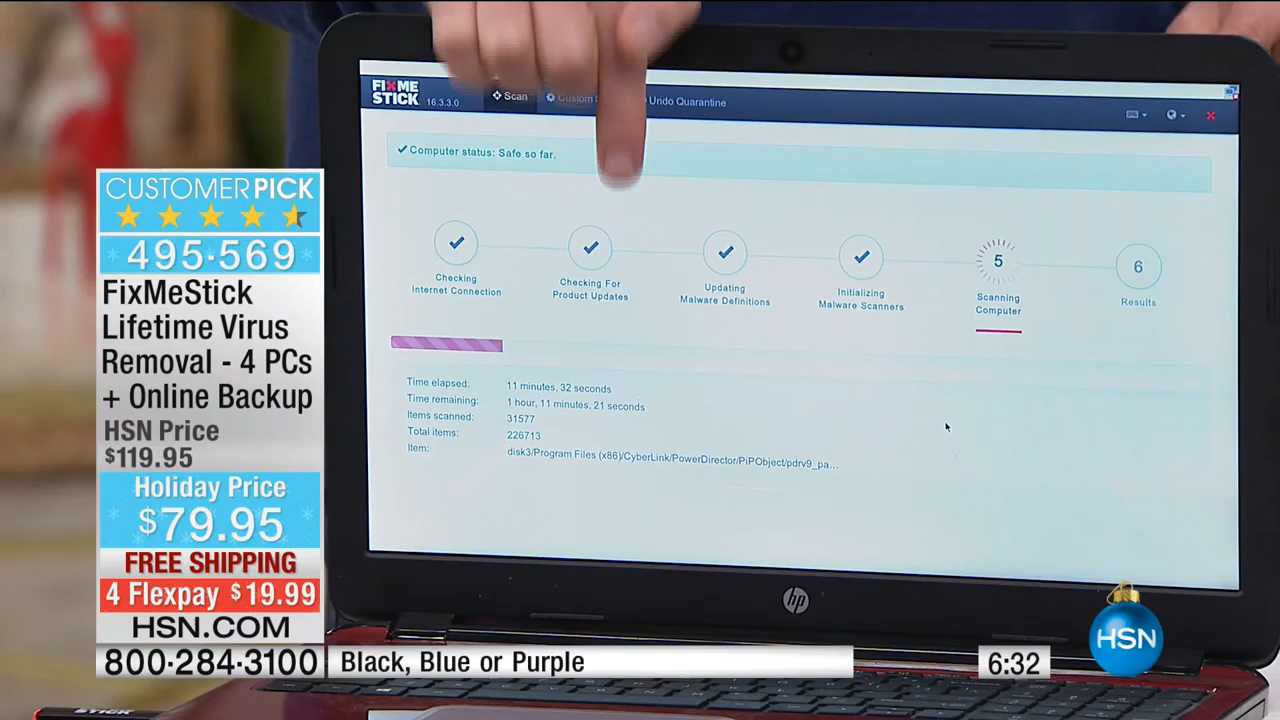 CUSTOMER PICK
495-569
FixMeStick
Lifetime Virus
Removal - 4 PCs
+ Online Backup
HSN Price
$119.95
Holiday Price
$79.95
FREE SHIPPING
4 Flexpay $19.99
HSN.COM
800-284-3100
Black, Blue or Purple
6:32
HSN
FIXME
STICK
16.3.3.0
Scan
Custom
Undo Quarantine
Computer status: Safe so far.
Checking
Internet Connection
Checking For
Product Updates
Updating
Malware Definitions
Initializing
Malware Scanners
5
Scanning
Computer
6
Results
Time elapsed: 11 minutes, 32 seconds
Time remaining: 1 hour, 11 minutes, 21 seconds
Items scanned: 31577
Total items: 226713
Item: disk3/Program Files (x86)/CyberLink/PowerDirector/PiPObject/pdrv9_pa...
hp
STICK